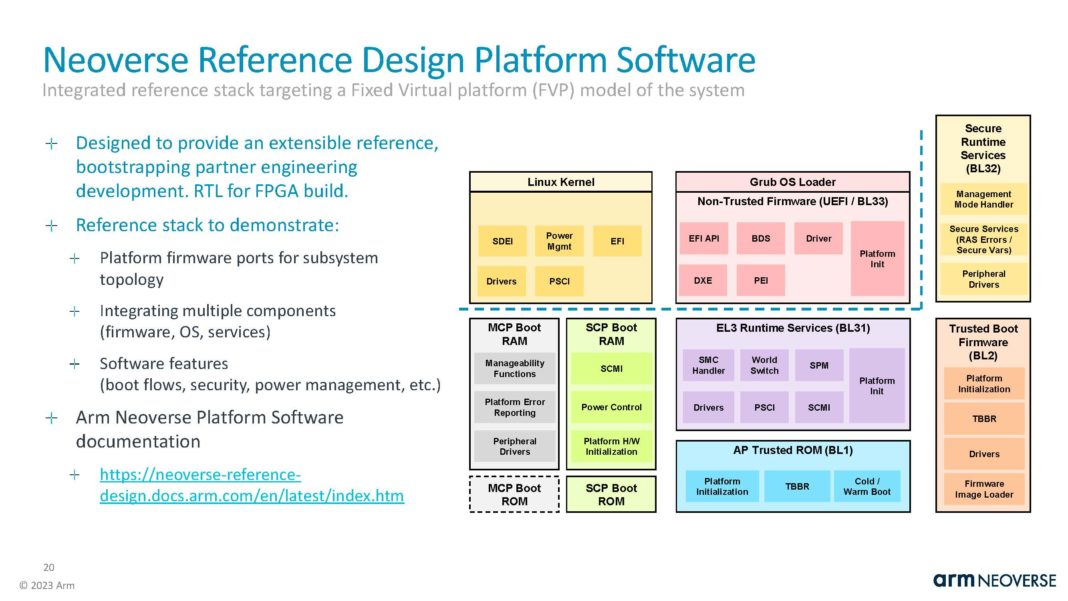 Neoverse Reference Design Platform Software
Integrated reference stack targeting a Fixed Virtual platform (FVP) model of the system
Designed to provide an extensible reference,
bootstrapping partner engineering
development. RTL for FPGA build.
Reference stack to demonstrate:
Platform firmware ports for subsystem
topology
Integrating multiple components
(firmware, OS, services)
Software features
(boot flows, security, power management, etc.)
Arm Neoverse Platform Software
documentation
https://neoverse-reference-
design.docs.arm.com/en/latest/index.htm
Linux Kernel
SDEI
Power
Mgmt
EFI
Drivers
PSCI
Grub OS Loader
Non-Trusted Firmware (UEFI / BL33)
EFI API
BDS
Driver
Platform
Init
DXE
PEI
Secure
Runtime
Services
(BL32)
Management
Mode Handler
Secure Services
(RAS Errors /
Secure Vars)
Peripheral
Drivers
MCP Boot
RAM
Manageability
Functions
Platform Error
Reporting
Peripheral
Drivers
MCP Boot
ROM
SCP Boot
RAM
SCMI
Power Control
Platform H/W
Initialization
SCP Boot
ROM
EL3 Runtime Services (BL31)
SMC
Handler
World
Switch
SPM
Platform
Init
Drivers
PSCI
SCMI
AP Trusted ROM (BL1)
Platform
Initialization
TBBR
Cold /
Warm Boot
Trusted Boot
Firmware
(BL2)
Platform
Initialization
TBBR
Drivers
Firmware
Image Loader
20
© 2023 Arm
arm NEOVERSE